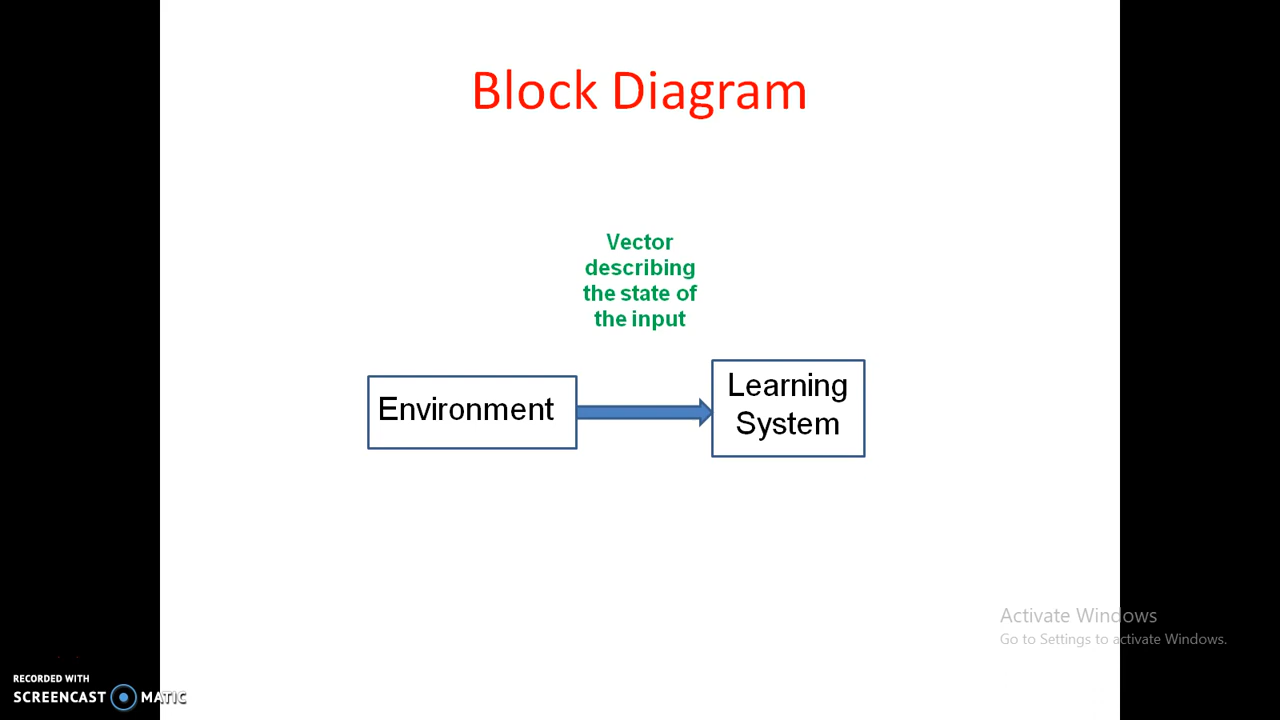 Block Diagram
Vector
describing
the state of
the input
Environment
Learning
System
Activate Windows
Go to Settings to activate Windows.
RECORDED WITH
SCREENCAST MATIC